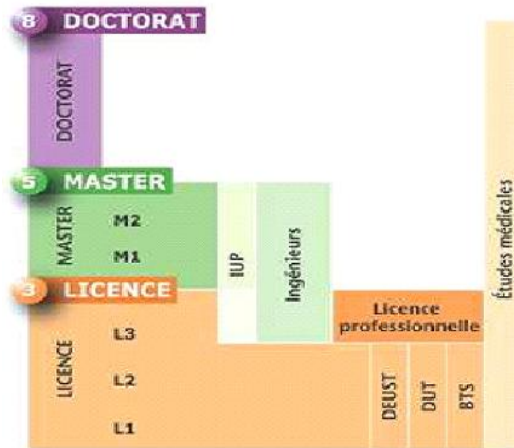 8 DOCTORAT
DOCTORAT
5 MASTER
MASTER
M2
M1
IUP
Ingénieurs
Études médicales
3 LICENCE
LICENCE
L3
L2
L1
Licence
professionnelle
DEUST
DUT
BTS